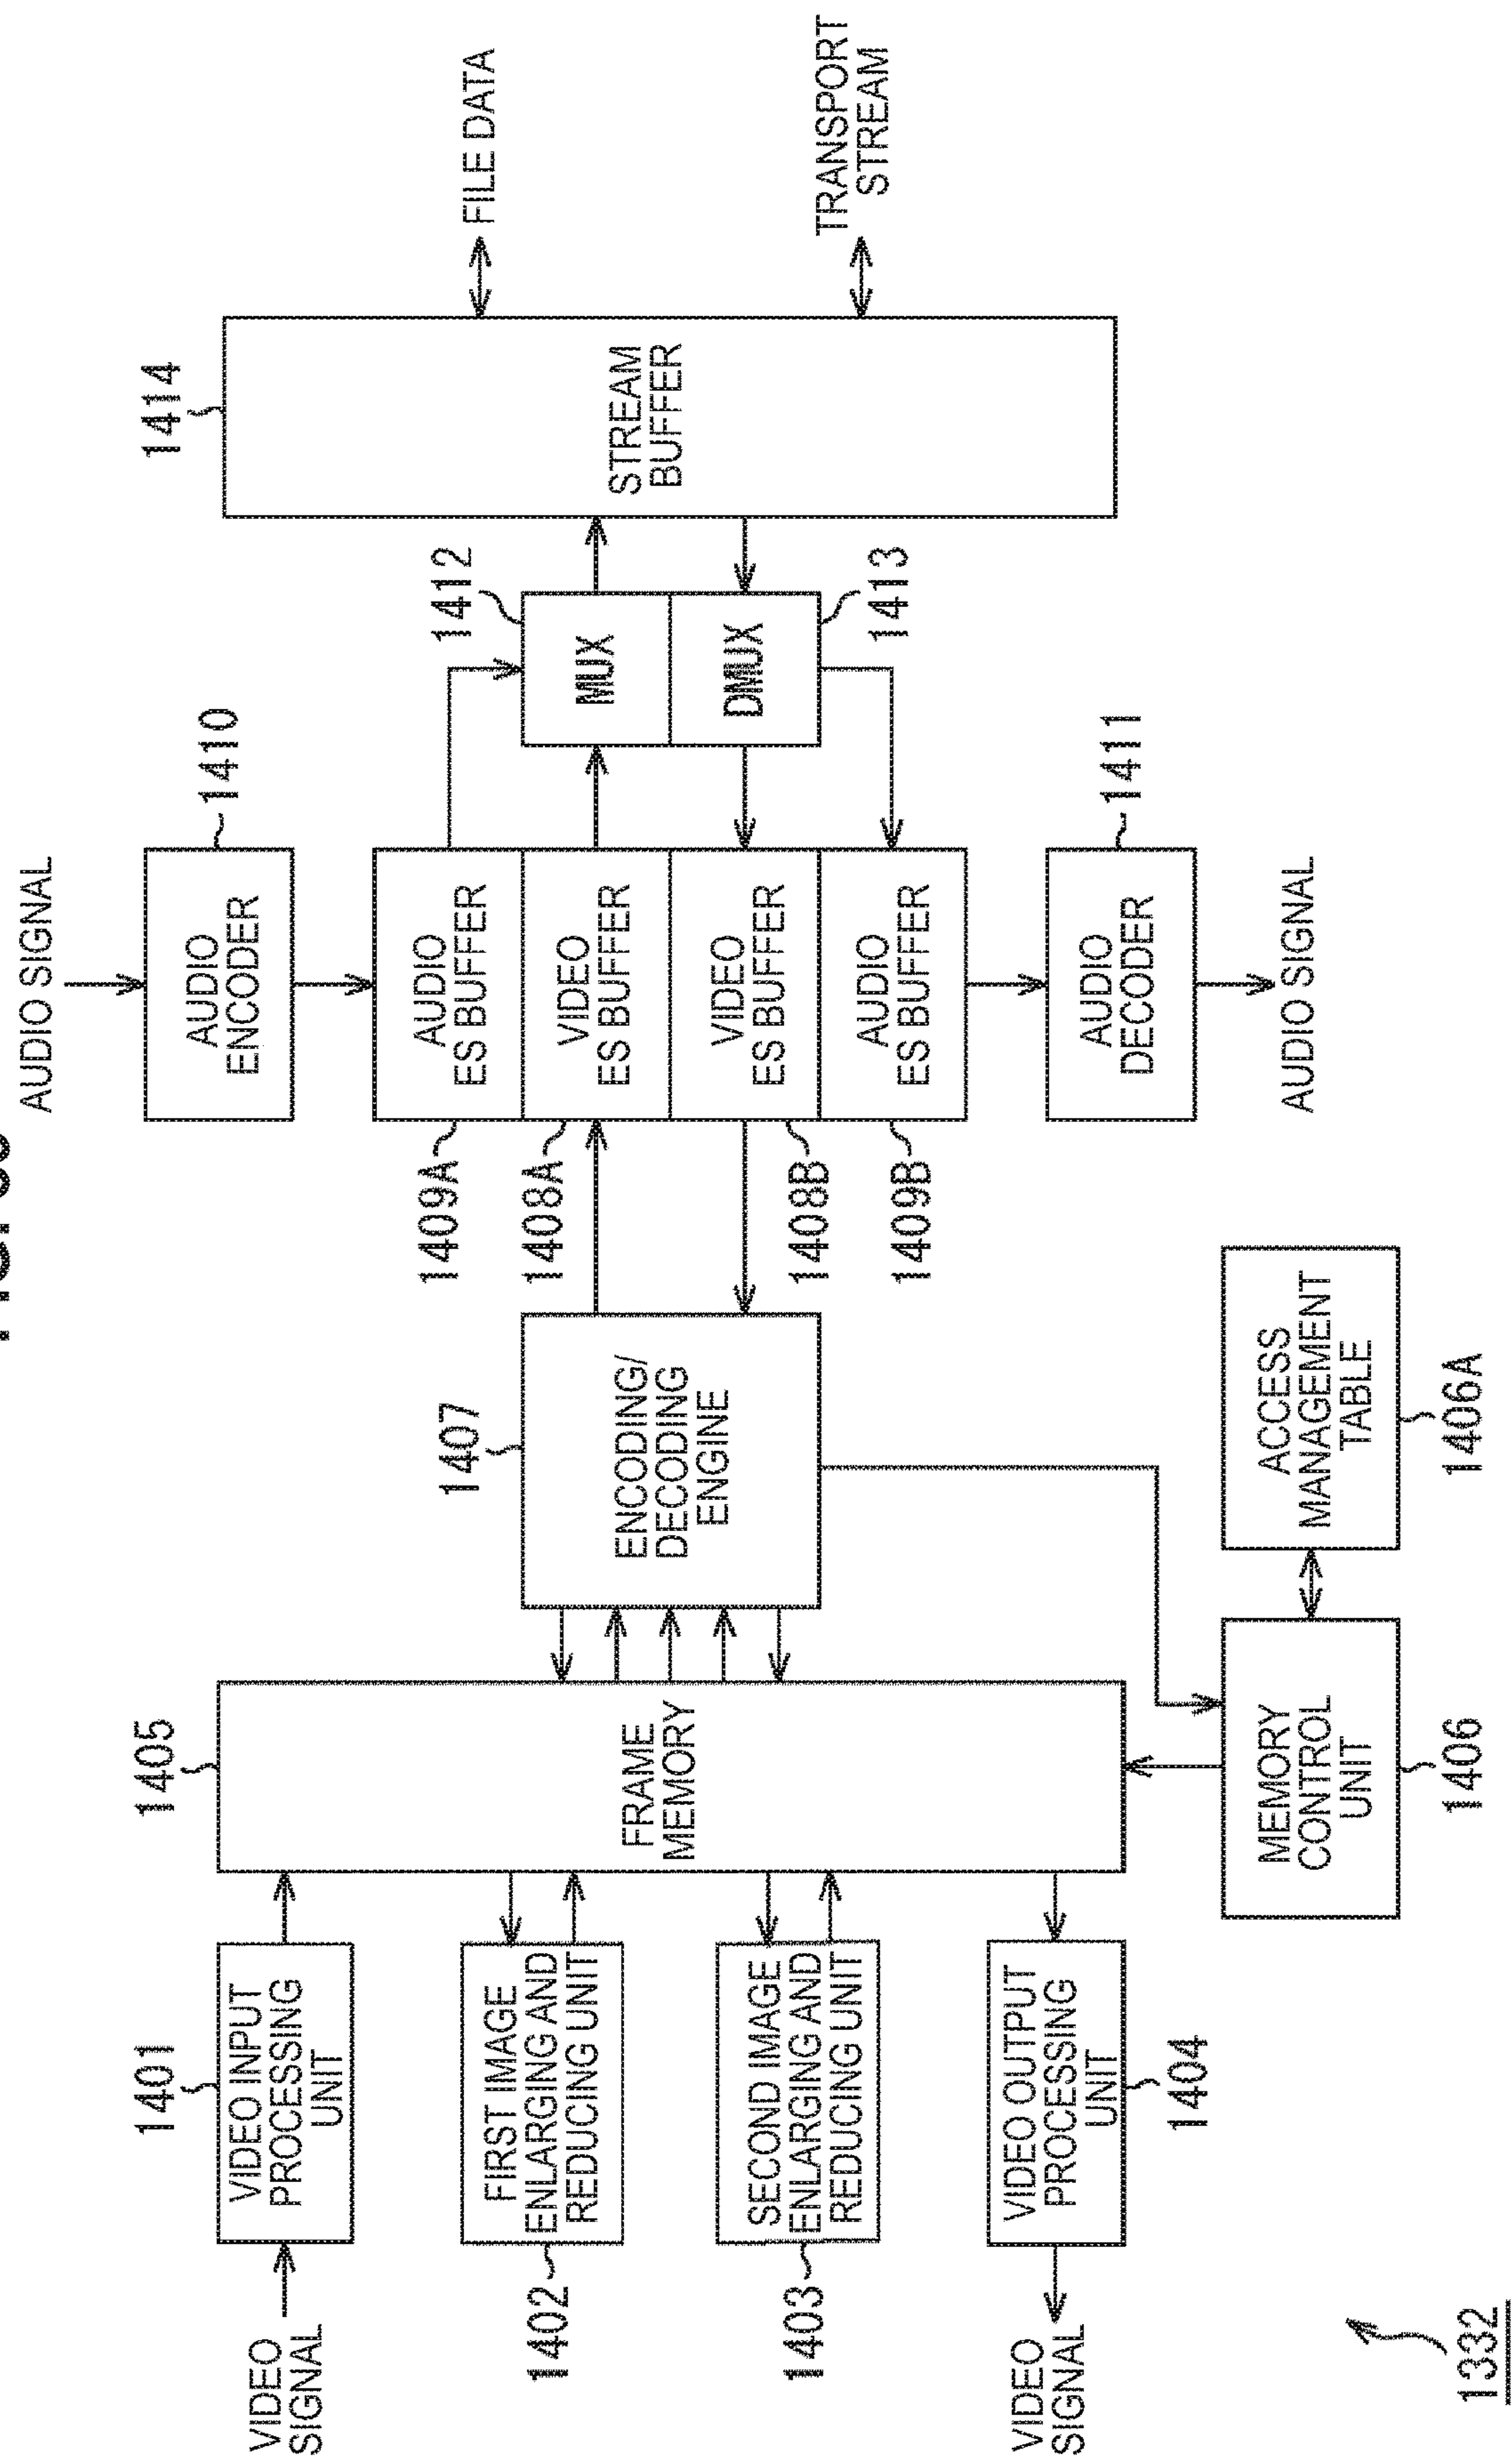 1332
VIDEO
SIGNAL
1401
VIDEO INPUT
PROCESSING
UNIT
1402
FIRST IMAGE
ENLARGING AND
REDUCING UNIT
1403
SECOND IMAGE
ENLARGING AND
REDUCING UNIT
VIDEO
SIGNAL
VIDEO OUTPUT
PROCESSING
UNIT
1404
1405
FRAME
MEMORY
MEMORY
CONTROL
UNIT
1406
ACCESS
MANAGEMENT
TABLE
1406A
1407
ENCODING/
DECODING
ENGINE
AUDIO SIGNAL
AUDIO
ENCODER
1410
1409A
AUDIO
ES BUFFER
1408A
VIDEO
ES BUFFER
1408B
VIDEO
ES BUFFER
1409B
AUDIO
ES BUFFER
AUDIO
DECODER
1411
AUDIO SIGNAL
1412
MUX
DMUX
1413
1414
STREAM
BUFFER
FILE DATA
TRANSPORT
STREAM